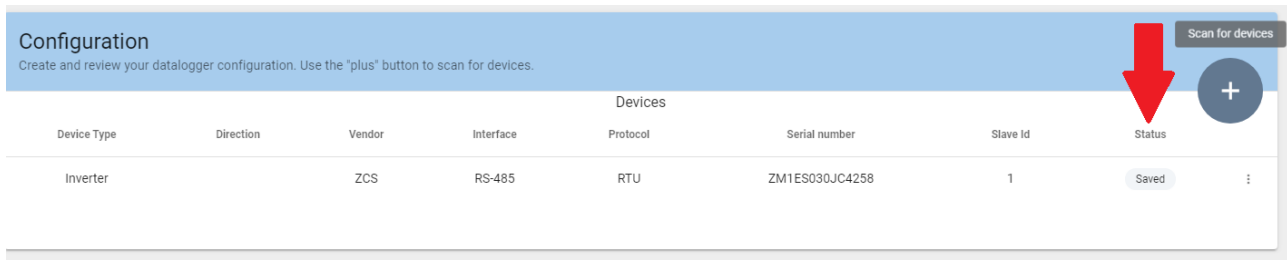 Configuration
Scan for devices
Create and review your datalogger configuration. Use the "plus" button to scan for devices.
Devices
Device Type Direction Vendor Interface Protocol Serial number Slave Id Status
Inverter ZCS RS-485 RTU ZM1ES030JC4258 1 Saved